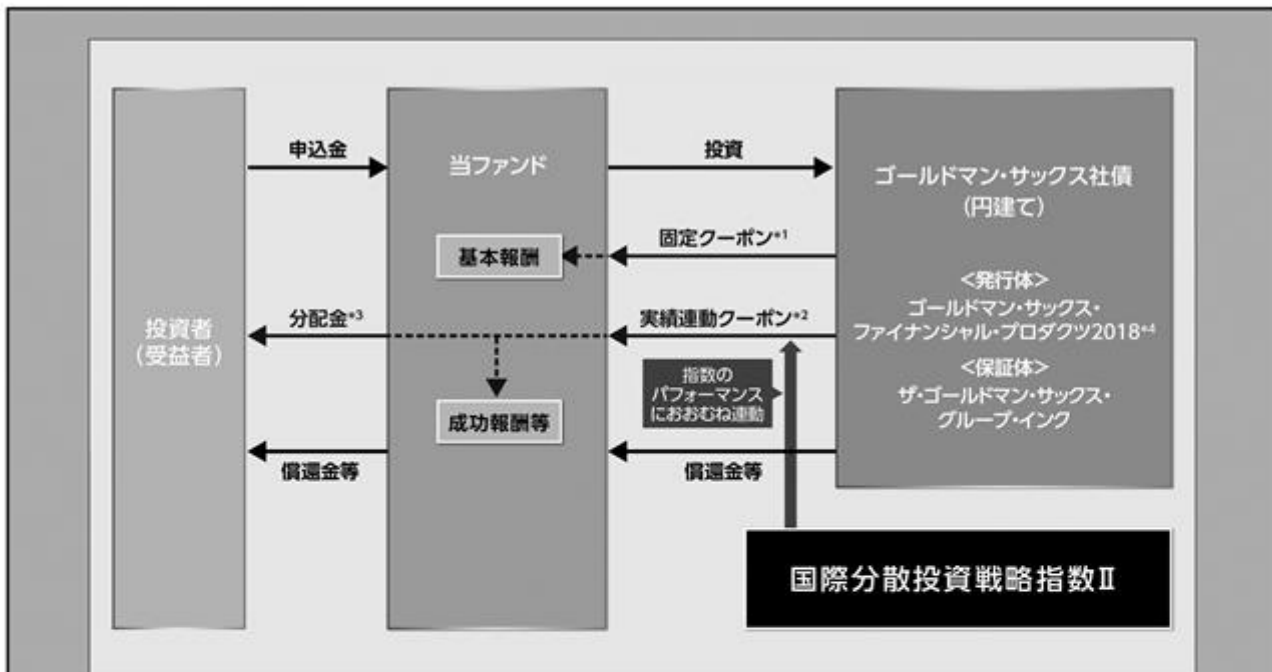 申込金
投資
当ファンド
ゴールドマン・サックス社債
（円建て）
固定クーポン*1
基本報酬
<発行体>
ゴールドマン・サックス・
ファイナンシャル・プロダクツ2018*4
<保証体>
ザ・ゴールドマン・サックス・
グループ・インク
投資者
（受益者）
分配金*3
実績連動クーポン*2
指数の
パフォーマンス
におおむね連動
成功報酬等
償還金等
償還金等
国際分散投資戦略指数Ⅱ